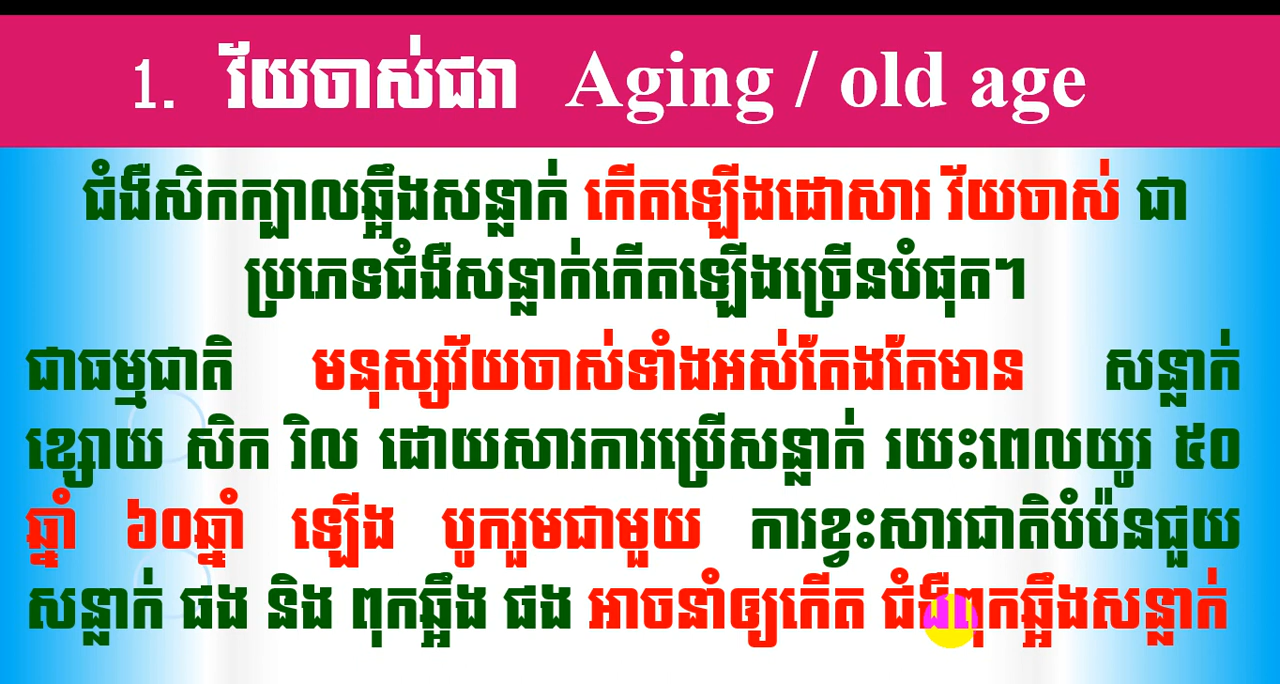 1. វ័យចាស់ជរា Aging / old age
ជំងឺសិកក្បាលឆ្អឹងសន្លាក់ កើតឡើងដោសារ វ័យចាស់ ជា
ប្រភេទជំងឺសន្លាក់កើតឡើងច្រើនបំផុត។
ជាធម្មជាតិ មនុស្សវ័យចាស់ទាំងអស់តែងតែមាន សន្លាក់
ខ្សោយ សិក រិល ដោយសារការប្រើសន្លាក់ រយះពេលយូរ ៥០
ឆ្នាំ ៦០ឆ្នាំ ឡើង បូករួមជាមួយ ការខ្វះសារជាតិបំប៉នជួយ
សន្លាក់ ផង និង ពុកឆ្អឹង ផង អាចនាំឲ្យកើត ជំងឺពុកឆ្អឹងសន្លាក់